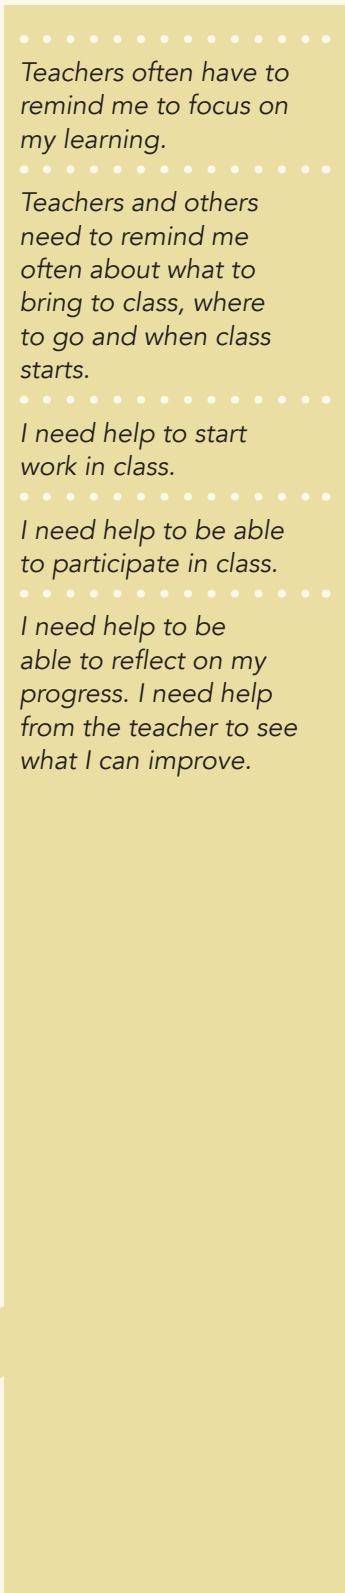 Teachers often have to
remind me to focus on
my learning.
Teachers and others
need to remind me
often about what to
bring to class, where
to go and when class
starts.
I need help to start
work in class.
I need help to be able
to participate in class.
I need help to be
able to reflect on my
progress. I need help
from the teacher to see
what I can improve.